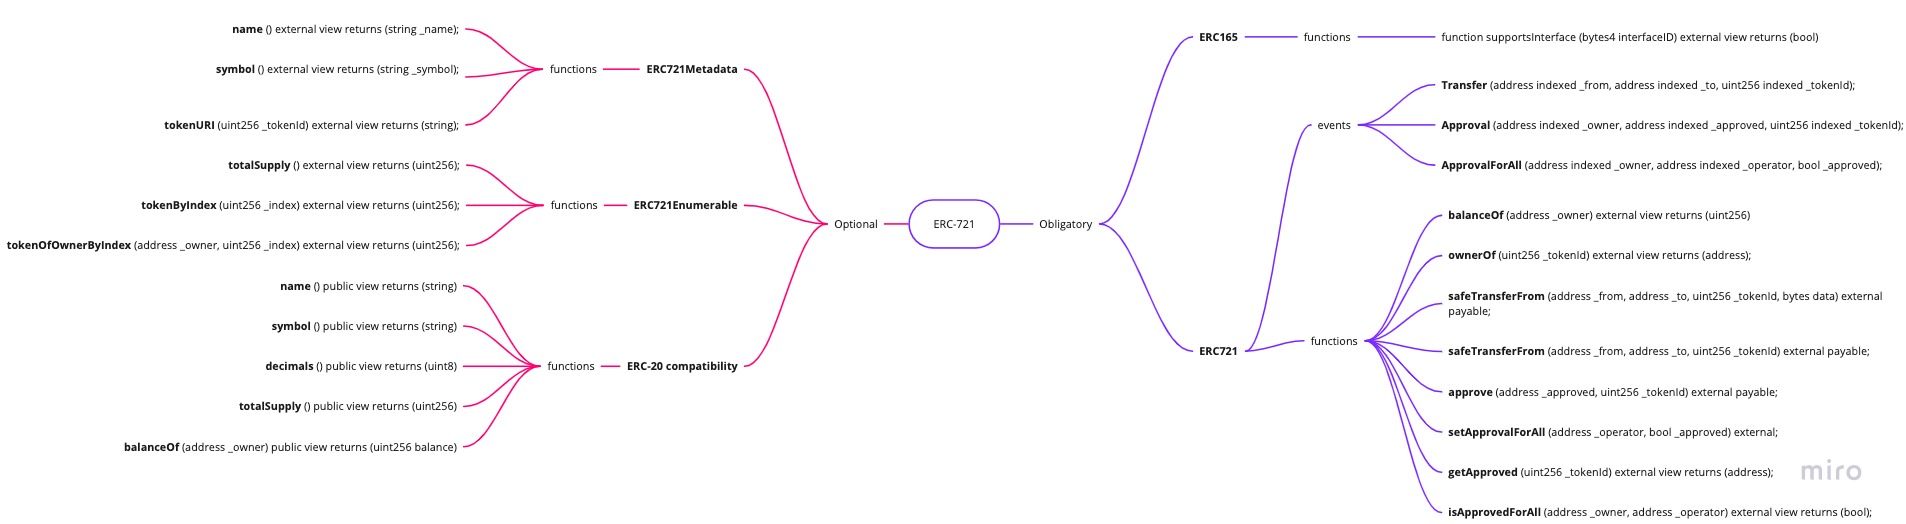 name () external view returns (string _name);
symbol () external view returns (string _symbol);
tokenURI (uint256 _tokenId) external view returns (string);
functions
ERC721Metadata
totalSupply () external view returns (uint256);
tokenByIndex (uint256 _index) external view returns (uint256);
tokenOfOwnerByIndex (address _owner, uint256 _index) external view returns (uint256);
functions
ERC721Enumerable
name () public view returns (string)
symbol () public view returns (string)
decimals () public view returns (uint8)
totalSupply () public view returns (uint256)
balanceOf (address _owner) public view returns (uint256 balance)
functions
ERC-20 compatibility
Optional
ERC-721
Obligatory
ERC165
functions
function supportsInterface (bytes4 interfaceID) external view returns (bool)
ERC721
events
Transfer (address indexed _from, address indexed _to, uint256 indexed _tokenId);
Approval (address indexed _owner, address indexed _approved, uint256 indexed _tokenId);
ApprovalForAll (address indexed _owner, address indexed _operator, bool _approved);
functions
balanceOf (address _owner) external view returns (uint256)
ownerOf (uint256 _tokenId) external view returns (address);
safeTransferFrom (address _from, address _to, uint256 _tokenId, bytes data) external
payable;
safeTransferFrom (address _from, address _to, uint256 _tokenId) external payable;
approve (address _approved, uint256 _tokenId) external payable;
setApprovalForAll (address _operator, bool _approved) external;
getApproved (uint256 _tokenId) external view returns (address);
isApprovedForAll (address _owner, address _operator) external view returns (bool);
miro